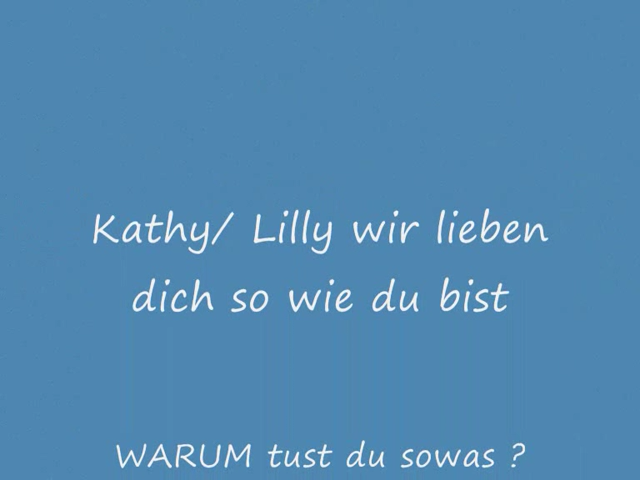 Kathy/ Lilly wir lieben
dich so wie du bist
WARUM tust du sowas ?